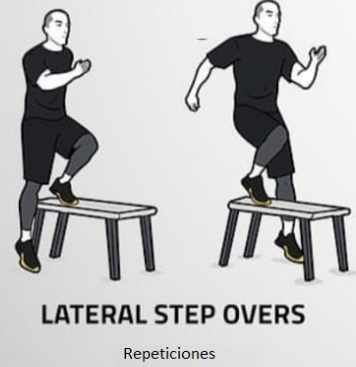 LATERAL STEP OVERS
Repeticiones